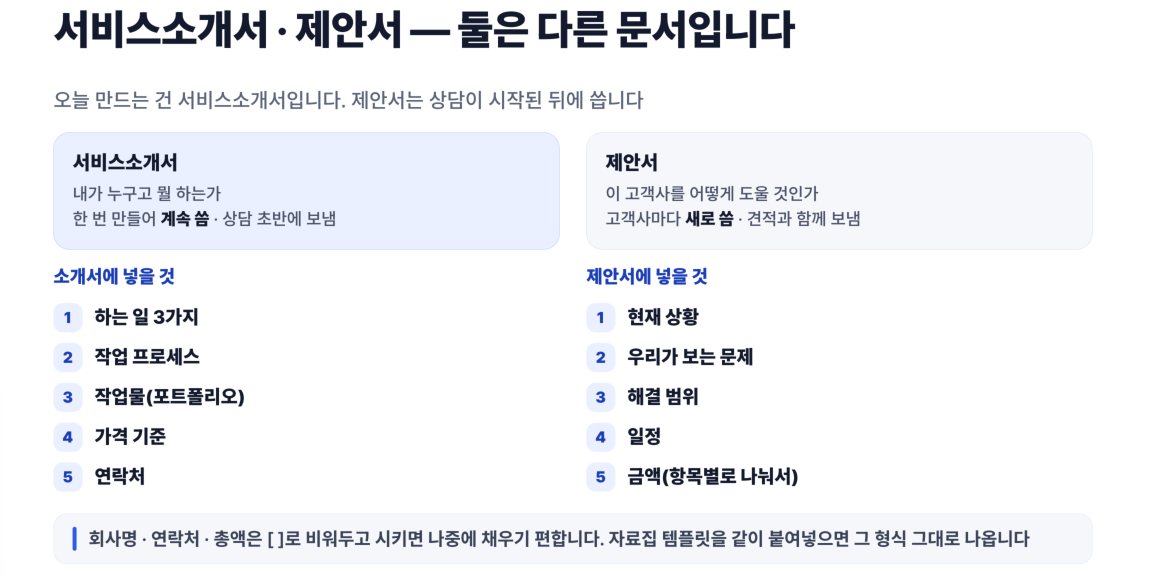 서비스소개서 · 제안서 — 둘은 다른 문서입니다
오늘 만드는 건 서비스소개서입니다. 제안서는 상담이 시작된 뒤에 씁니다
서비스소개서
내가 누구고 뭘 하는가
한 번 만들어 계속 씀 · 상담 초반에 보냄
소개서에 넣을 것
1 하는 일 3가지
2 작업 프로세스
3 작업물(포트폴리오)
4 가격 기준
5 연락처
제안서
이 고객사를 어떻게 도울 것인가
고객사마다 새로 씀 · 견적과 함께 보냄
제안서에 넣을 것
1 현재 상황
2 우리가 보는 문제
3 해결 범위
4 일정
5 금액(항목별로 나눠서)
회사명 · 연락처 · 총액은 [ ]로 비워두고 시키면 나중에 채우기 편합니다. 자료집 템플릿을 같이 붙여넣으면 그 형식 그대로 나옵니다